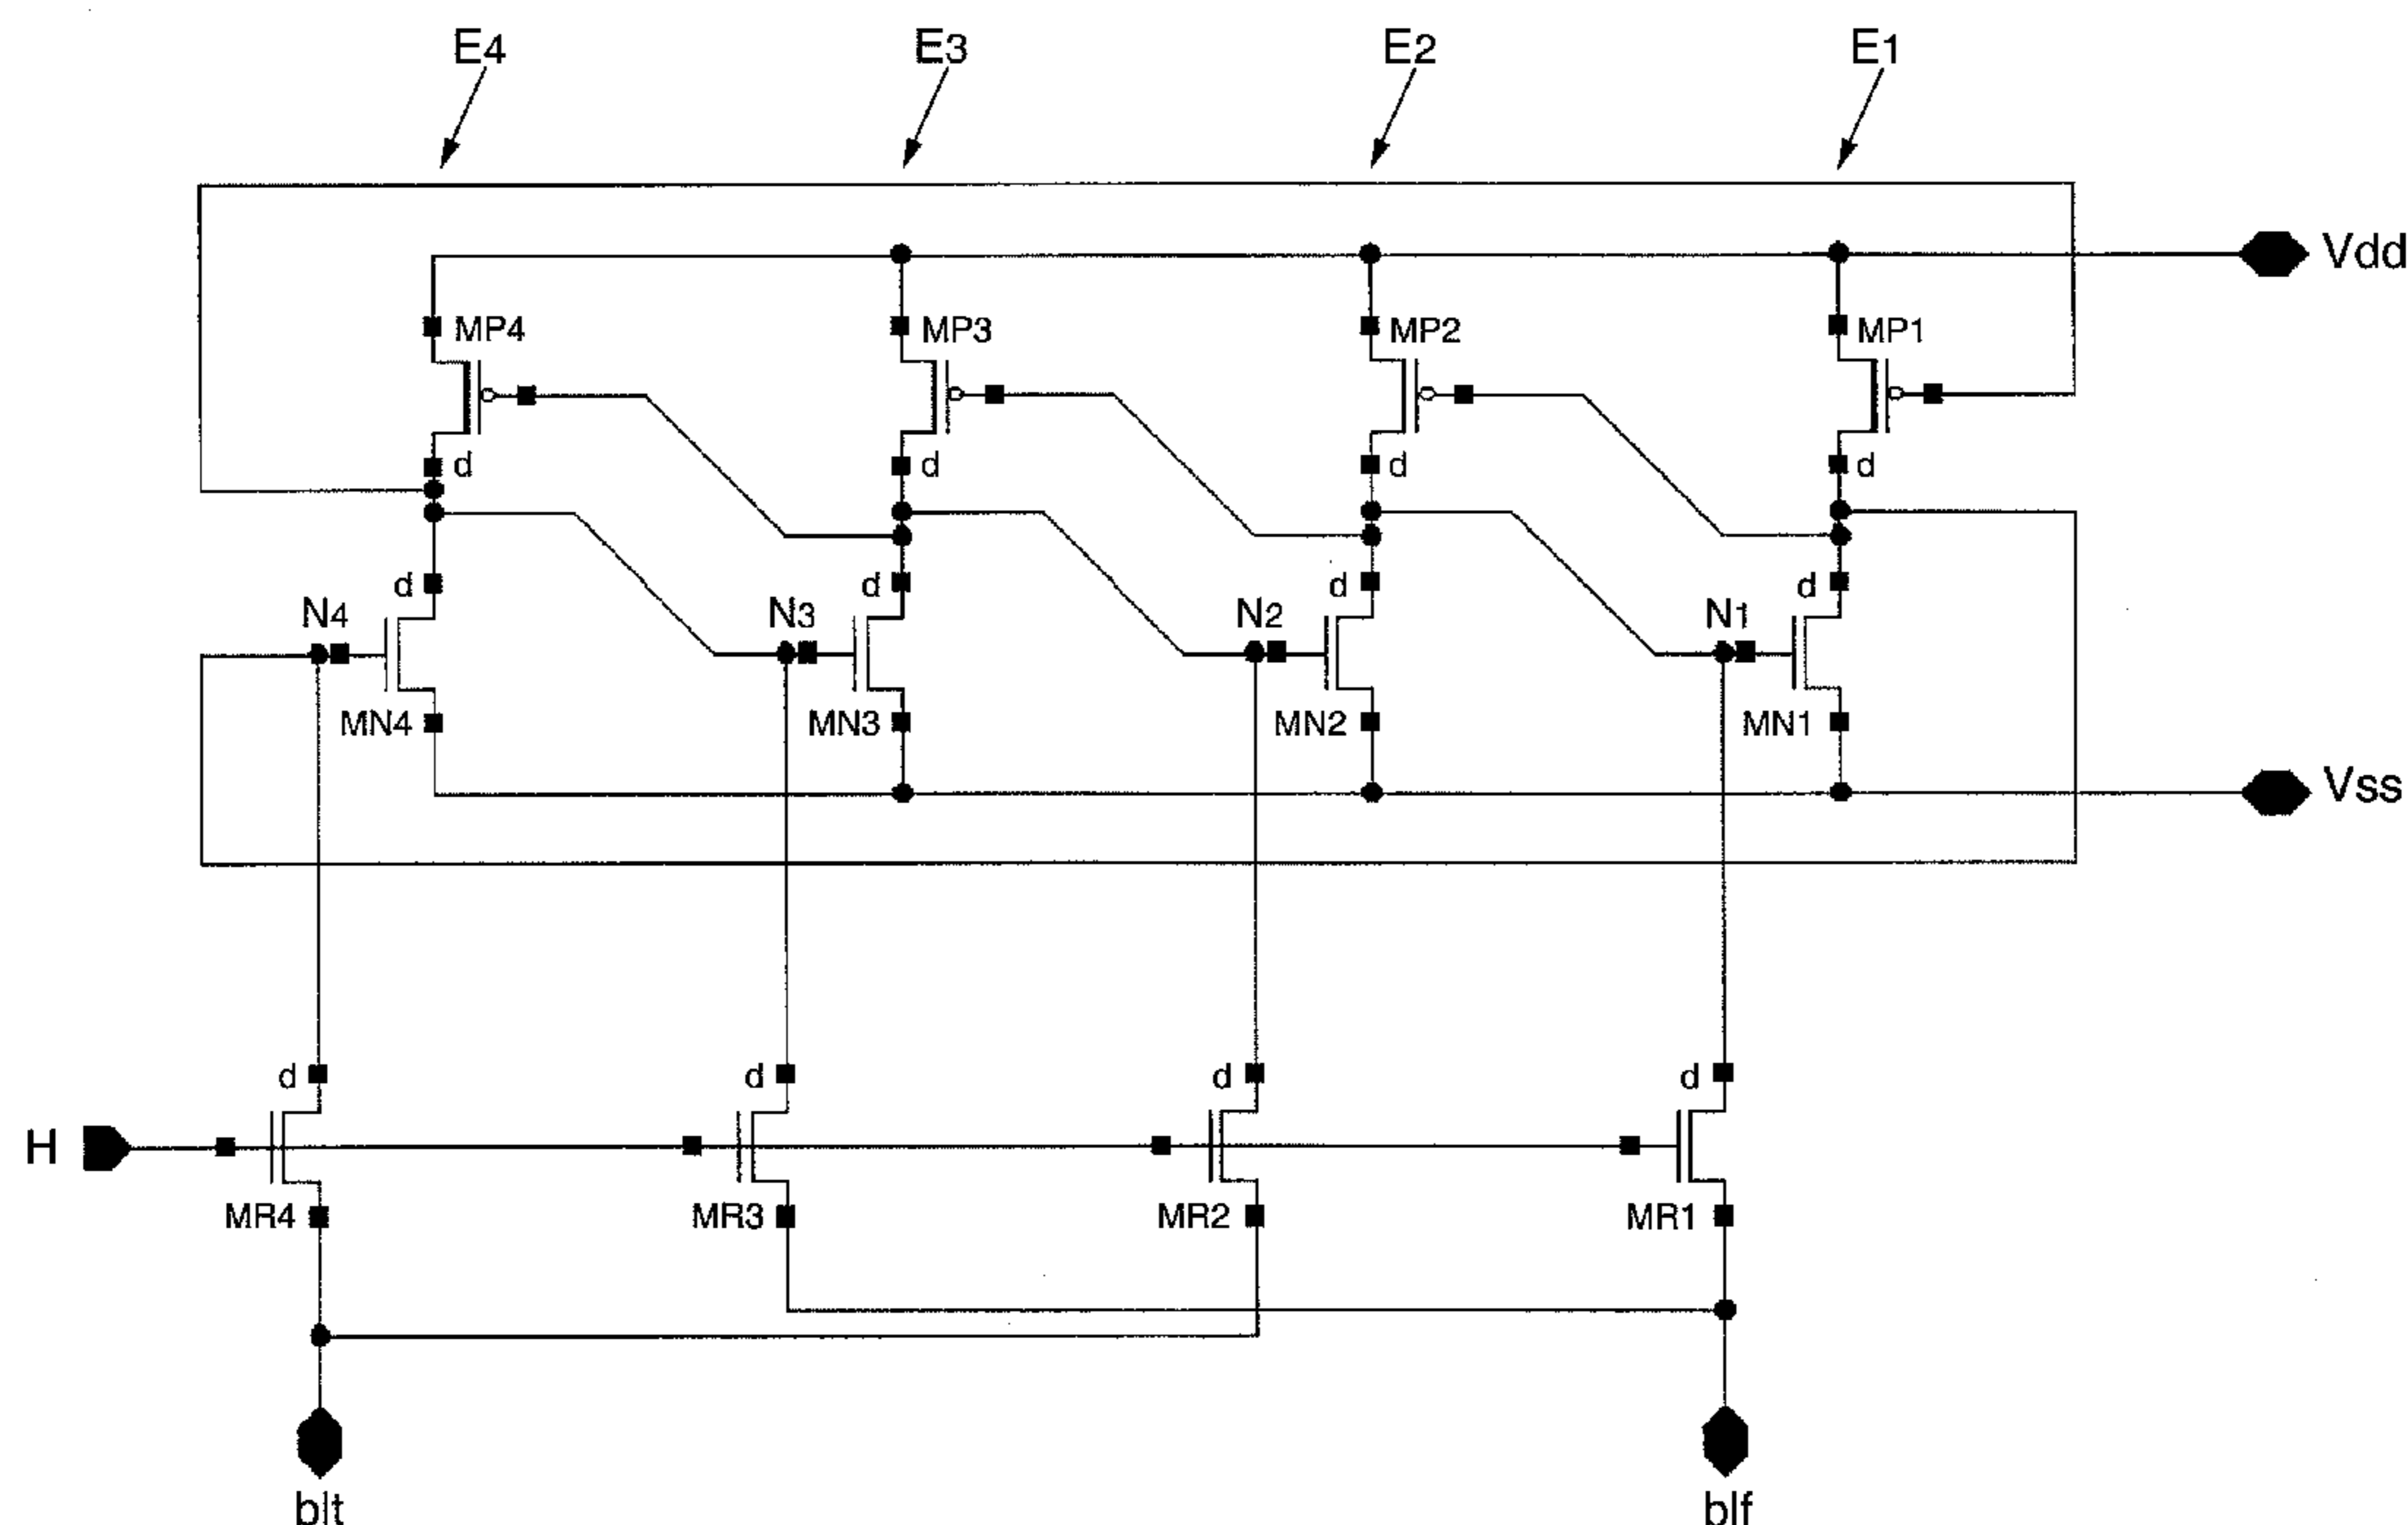 E4 E3 E2 E1
Vdd
MP4 MP3 MP2 MP1
d d d d
d d d d
N4 N3 N2 N1
MN4 MN3 MN2 MN1
Vss
d d d d
H
MR4 MR3 MR2 MR1
blt blf